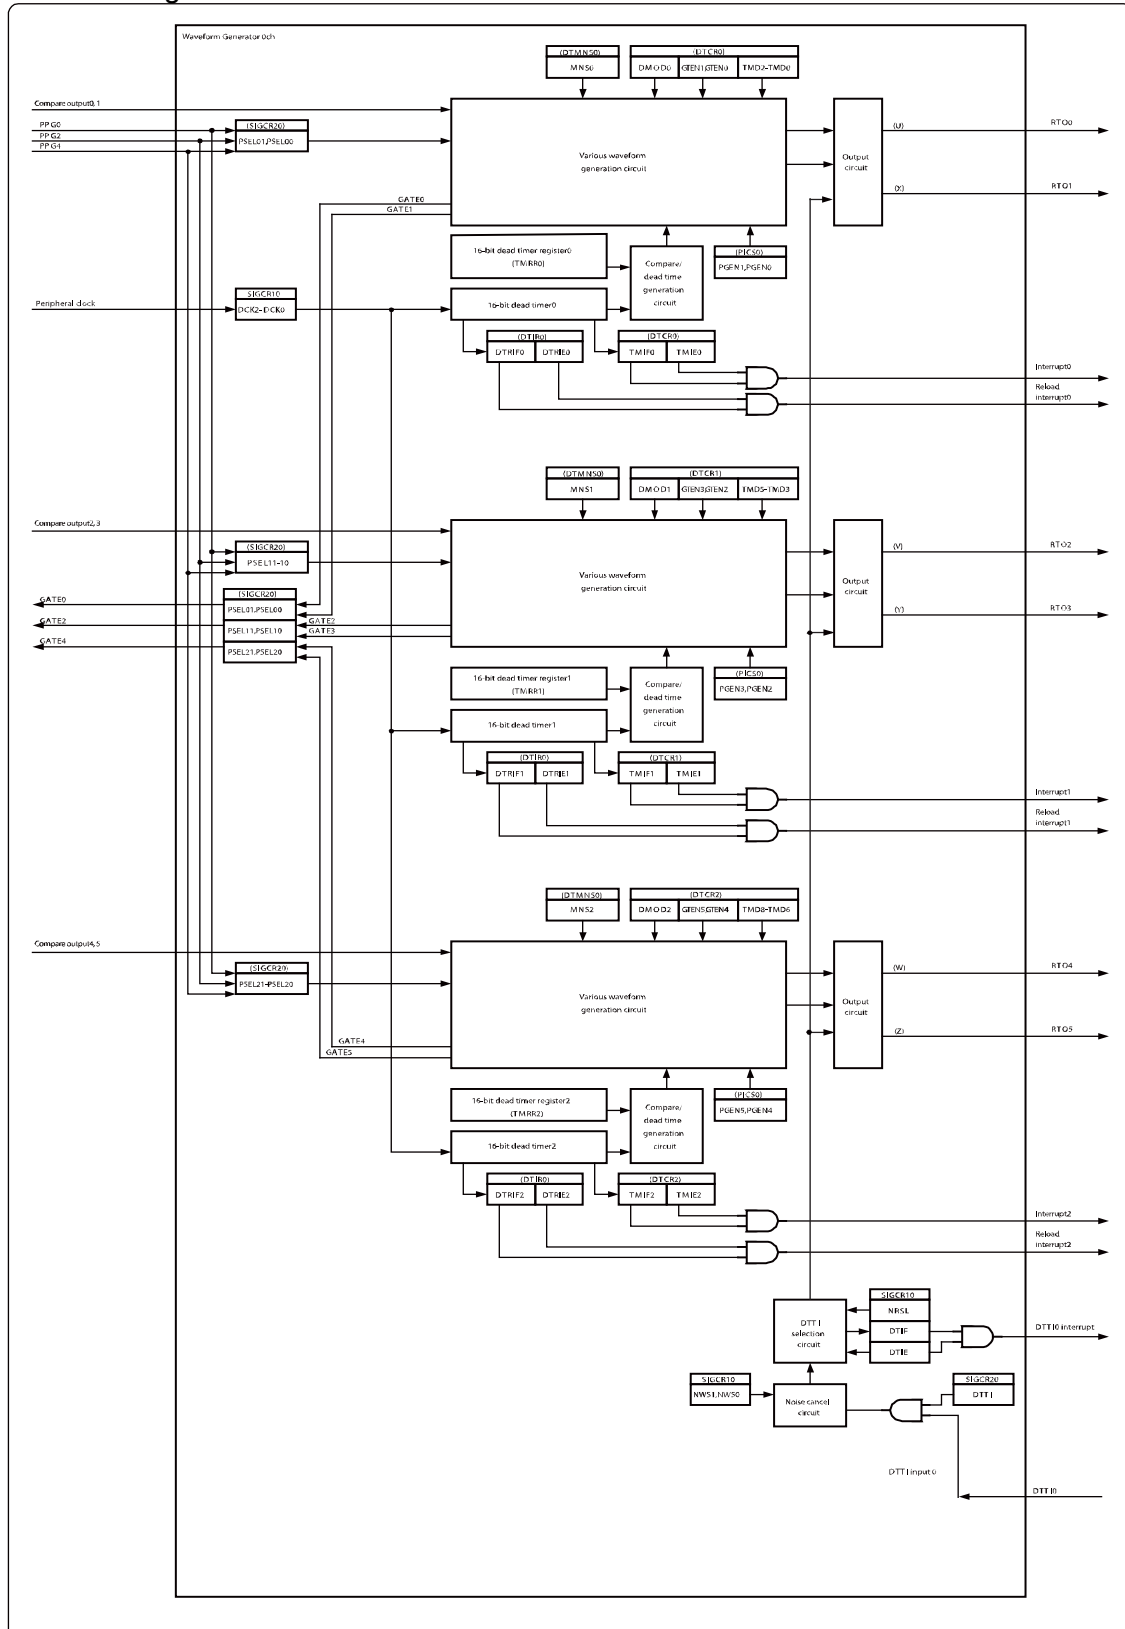 Waveform Generator 0ch
(DTMNS0)
MNS0
(DTCR0)
DMOD0
GTEN1,GTEN0
TMD2-TMD0
Compare output0, 1
PPG0
PPG2
PPG4
(SIGCR20)
PSEL01,PSEL00
Various waveform
generation circuit
Output
circuit
(U)
RTO0
(X)
RTO1
GATE0
GATE1
16-bit dead timer register0
(TMRR0)
Compare/
dead time
generation
circuit
(PICS0)
PGEN1,PGEN0
Peripheral clock
SIGCR10
DCK2-DCK0
16-bit dead timer0
(DTIR0)
DTRIF0
DTRIE0
(DTCR0)
TMIF0
TMIE0
Interrupt0
Reload
interrupt0
(DTMNS0)
MNS1
(DTCR1)
DMOD1
GTEN3,GTEN2
TMD5-TMD3
Compare output2, 3
(SIGCR20)
PSEL11-10
Various waveform
generation circuit
Output
circuit
(V)
RTO2
(Y)
RTO3
GATE0
GATE2
GATE4
(SIGCR20)
PSEL01,PSEL00
PSEL11,PSEL10
PSEL21,PSEL20
GATE2
GATE3
16-bit dead timer register1
(TMRR1)
Compare/
dead time
generation
circuit
(PICS0)
PGEN3,PGEN2
16-bit dead timer1
(DTIR0)
DTRIF1
DTRIE1
(DTCR1)
TMIF1
TMIE1
Interrupt1
Reload
interrupt1
(DTMNS0)
MNS2
(DTCR2)
DMOD2
GTEN5,GTEN4
TMD8-TMD6
Compare output4, 5
(SIGCR20)
PSEL21-PSEL20
Various waveform
generation circuit
Output
circuit
(W)
RTO4
(Z)
RTO5
GATE4
GATE5
16-bit dead timer register2
(TMRR2)
Compare/
dead time
generation
circuit
(PICS0)
PGEN5,PGEN4
16-bit dead timer2
(DTIR0)
DTRIF2
DTRIE2
(DTCR2)
TMIF2
TMIE2
Interrupt2
Reload
interrupt2
DTTI
selection
circuit
SIGCR10
NRSL
DTIF
DTIE
DTTI0 interrupt
SIGCR10
NWS1,NWS0
Noise cancel
circuit
SIGCR20
DTTI
DTTI input 0
DTTI0